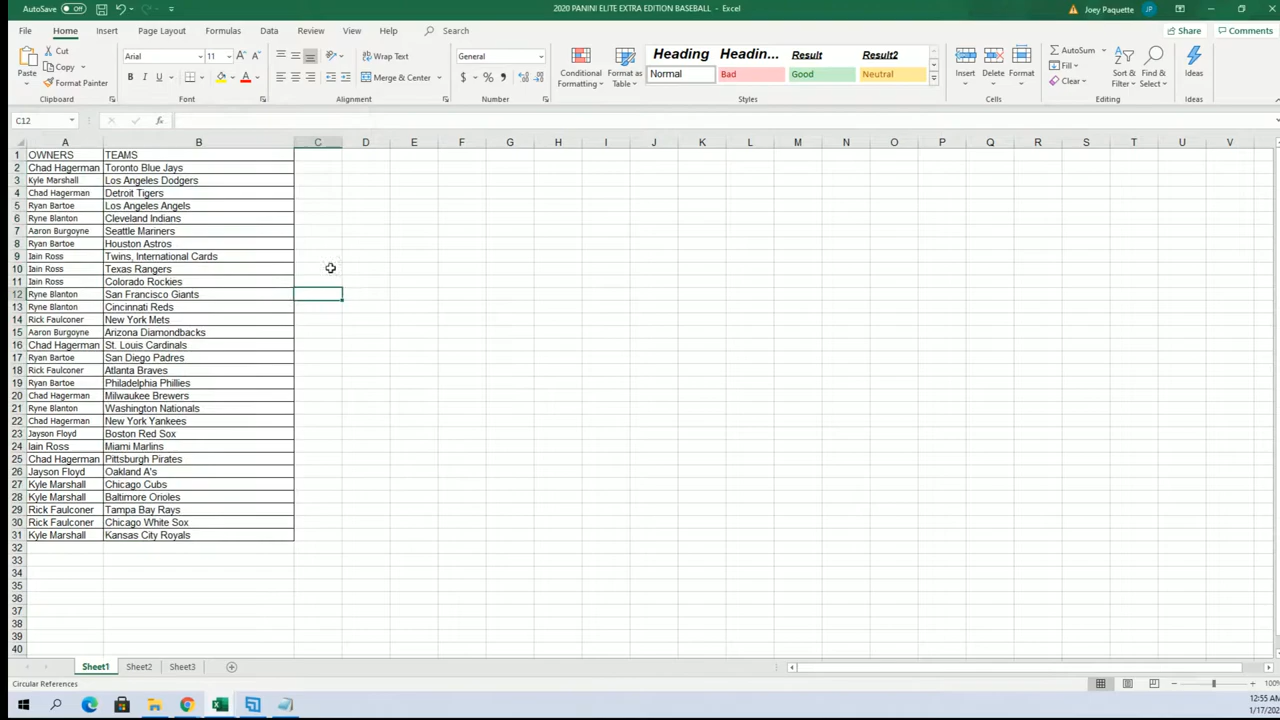 AutoSave Off 2020 PANINI ELITE EXTRA EDITION BASEBALL - Excel Joey Paquette JP
File Home Insert Page Layout Formulas Data Review View Help Search Share Comments
Paste Cut Copy Format Painter Clipboard
Arial 11 B I U Font
Wrap Text Merge & Center Alignment
General $ % , Number
Conditional Formatting Format as Table
Heading Headin... Result Result2
Normal Bad Good Neutral
Styles
Insert Delete Format Cells
AutoSum Fill Clear Sort & Filter Find & Select Editing
Ideas Ideas
C12 fx
A B C D E F G H I J K L M N O P Q R S T U V
1 OWNERS TEAMS
2 Chad Hagerman Toronto Blue Jays
3 Kyle Marshall Los Angeles Dodgers
4 Chad Hagerman Detroit Tigers
5 Ryan Bartoe Los Angeles Angels
6 Ryne Blanton Cleveland Indians
7 Aaron Burgoyne Seattle Mariners
8 Ryan Bartoe Houston Astros
9 Iain Ross Twins, International Cards
10 Iain Ross Texas Rangers
11 Iain Ross Colorado Rockies
12 Ryne Blanton San Francisco Giants
13 Ryne Blanton Cincinnati Reds
14 Rick Faulconer New York Mets
15 Aaron Burgoyne Arizona Diamondbacks
16 Chad Hagerman St. Louis Cardinals
17 Ryan Bartoe San Diego Padres
18 Rick Faulconer Atlanta Braves
19 Ryan Bartoe Philadelphia Phillies
20 Chad Hagerman Milwaukee Brewers
21 Ryne Blanton Washington Nationals
22 Chad Hagerman New York Yankees
23 Jayson Floyd Boston Red Sox
24 Iain Ross Miami Marlins
25 Chad Hagerman Pittsburgh Pirates
26 Jayson Floyd Oakland A's
27 Kyle Marshall Chicago Cubs
28 Kyle Marshall Baltimore Orioles
29 Rick Faulconer Tampa Bay Rays
30 Rick Faulconer Chicago White Sox
31 Kyle Marshall Kansas City Royals
32
33
34
35
36
37
38
39
40
Sheet1 Sheet2 Sheet3
Circular References 100%
12:55 AM
1/17/202